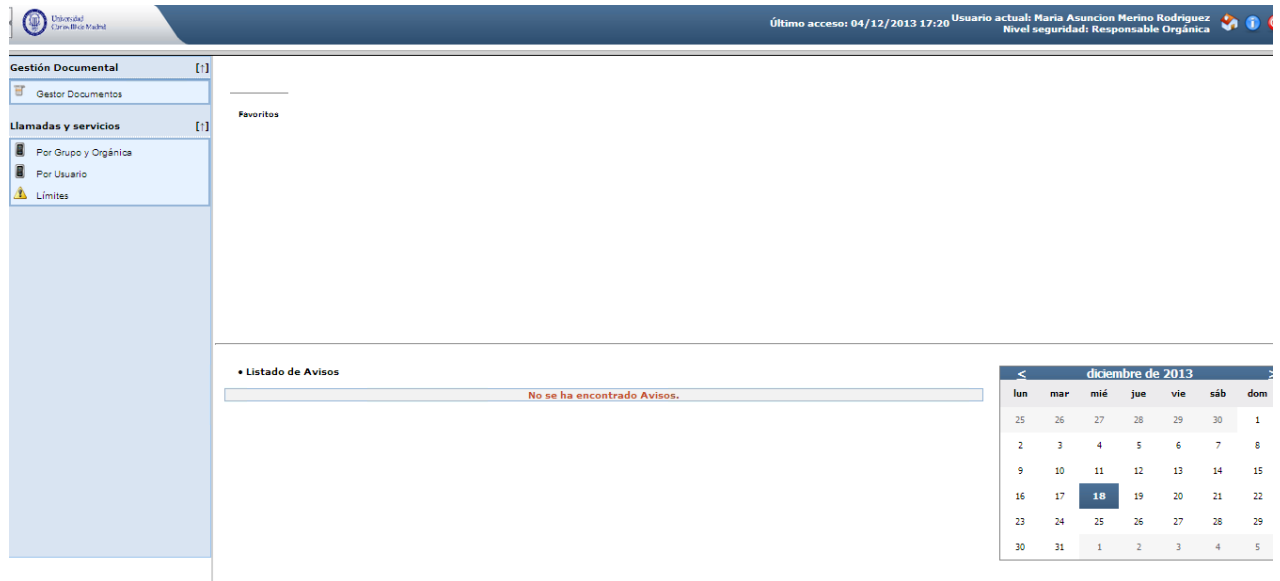 Universidad
Carlos III de Madrid
Último acceso: 04/12/2013 17:20
Usuario actual: Maria Asuncion Merino Rodriguez
Nivel seguridad: Responsable Orgánica
Gestión Documental [↑]
Gestor Documentos
Llamadas y servicios [↑]
Por Grupo y Orgánica
Por Usuario
Límites
Favoritos
• Listado de Avisos
No se ha encontrado Avisos.
< diciembre de 2013 >
lun mar mié jue vie sáb dom
25 26 27 28 29 30 1
2 3 4 5 6 7 8
9 10 11 12 13 14 15
16 17 18 19 20 21 22
23 24 25 26 27 28 29
30 31 1 2 3 4 5